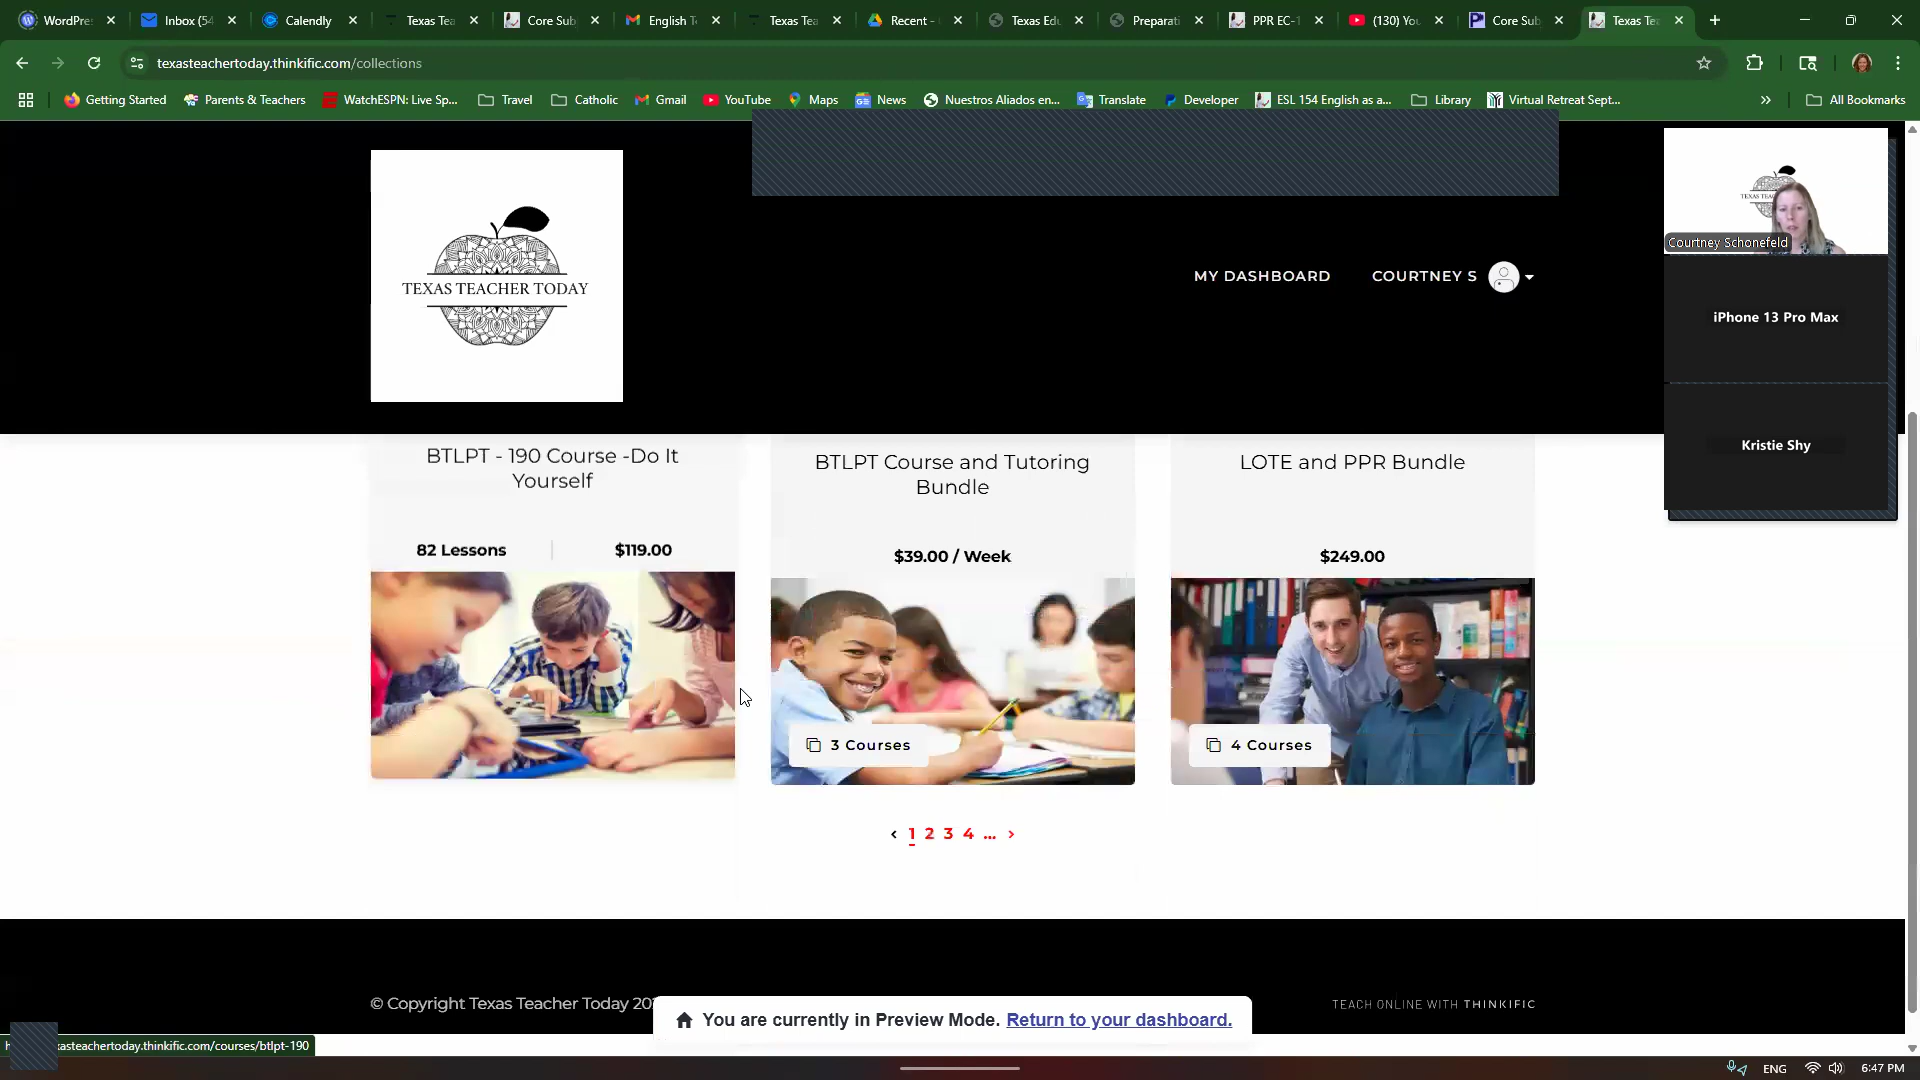 WordPres
Inbox (54
Calendly
Texas Tea
Core Sub
English T
Texas Tea
Recent -
Texas Edu
Preparati
PPR EC-1
(130) You
Core Sub
Texas Tea
texasteachertoday.thinkific.com/collections
Getting Started
Parents & Teachers
WatchESPN: Live Sp...
Travel
Catholic
Gmail
YouTube
Maps
News
Nuestros Aliados en...
Translate
Developer
ESL 154 English as a...
Library
Virtual Retreat Sept...
All Bookmarks
TEXAS TEACHER TODAY
MY DASHBOARD
COURTNEY S
Courtney Schonefeld
iPhone 13 Pro Max
Kristie Shy
BTLPT - 190 Course -Do It
Yourself
82 Lessons
$119.00
BTLPT Course and Tutoring
Bundle
$39.00 / Week
3 Courses
LOTE and PPR Bundle
$249.00
4 Courses
1 2 3 4 ...
© Copyright Texas Teacher Today 20
You are currently in Preview Mode. Return to your dashboard.
TEACH ONLINE WITH THINKIFIC
xasteachertoday.thinkific.com/courses/btlpt-190
ENG
6:47 PM